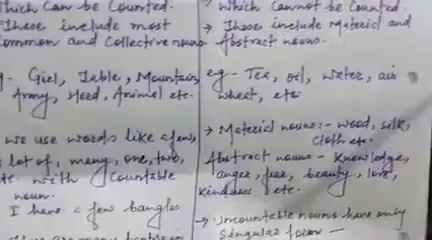 which can be Counted.
→ These include most
common and Collective nouns
- Girl, Table, Mountain,
Army, Herd, Animal etc.
we use words like a few,
lot of, many, one, two,
etc with Countable
noun.
I have a few bangles
→ Which Cannot be Counted.
→ These include Material and
Abstract nouns.
eg - Tea, oil, water, air
wheat, etc
→ Material nouns:- wood, silk,
cloth etc.
Abstract nouns - Knowledge,
anger, fear, beauty, love,
kindness etc.
→ Uncountable nouns have only
Singular form -